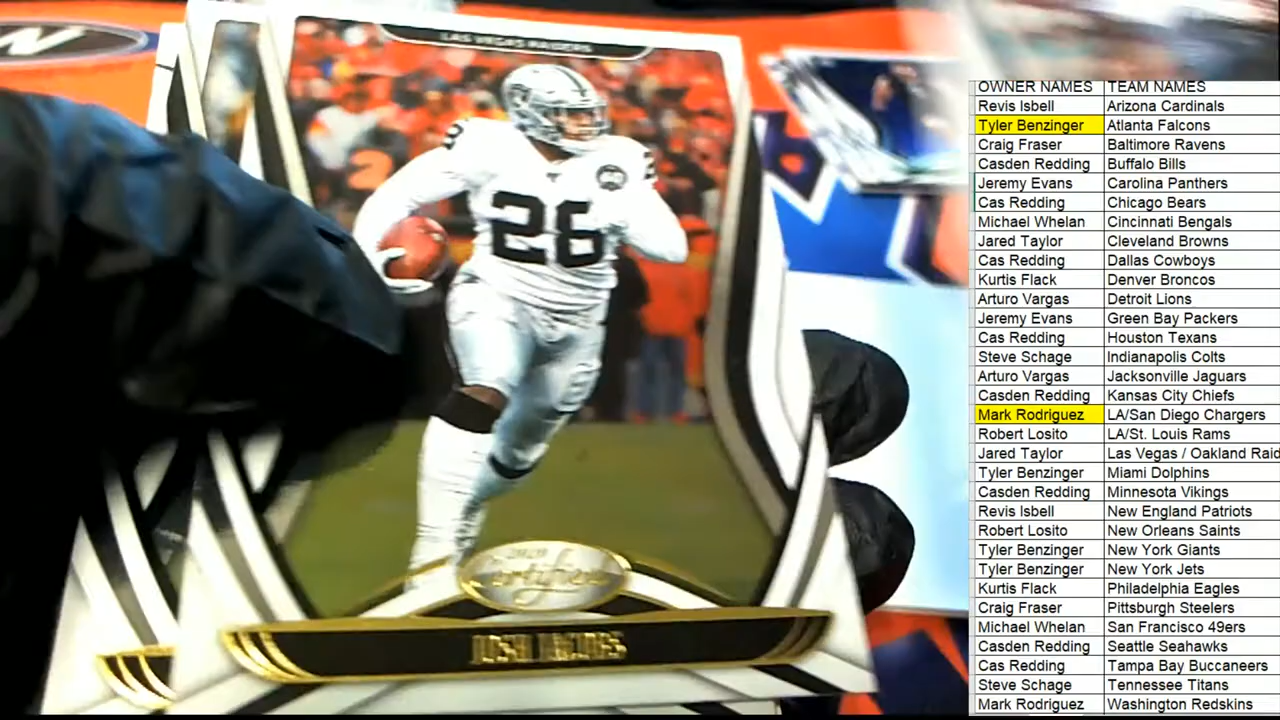 LAS VEGAS RAIDERS
28
2020
Certified
JOSH JACOBS
OWNER NAMES TEAM NAMES
Revis Isbell Arizona Cardinals
Tyler Benzinger Atlanta Falcons
Craig Fraser Baltimore Ravens
Casden Redding Buffalo Bills
Jeremy Evans Carolina Panthers
Cas Redding Chicago Bears
Michael Whelan Cincinnati Bengals
Jared Taylor Cleveland Browns
Cas Redding Dallas Cowboys
Kurtis Flack Denver Broncos
Arturo Vargas Detroit Lions
Jeremy Evans Green Bay Packers
Cas Redding Houston Texans
Steve Schage Indianapolis Colts
Arturo Vargas Jacksonville Jaguars
Casden Redding Kansas City Chiefs
Mark Rodriguez LA/San Diego Chargers
Robert Losito LA/St. Louis Rams
Jared Taylor Las Vegas / Oakland Raid
Tyler Benzinger Miami Dolphins
Casden Redding Minnesota Vikings
Revis Isbell New England Patriots
Robert Losito New Orleans Saints
Tyler Benzinger New York Giants
Tyler Benzinger New York Jets
Kurtis Flack Philadelphia Eagles
Craig Fraser Pittsburgh Steelers
Michael Whelan San Francisco 49ers
Casden Redding Seattle Seahawks
Cas Redding Tampa Bay Buccaneers
Steve Schage Tennessee Titans
Mark Rodriguez Washington Redskins